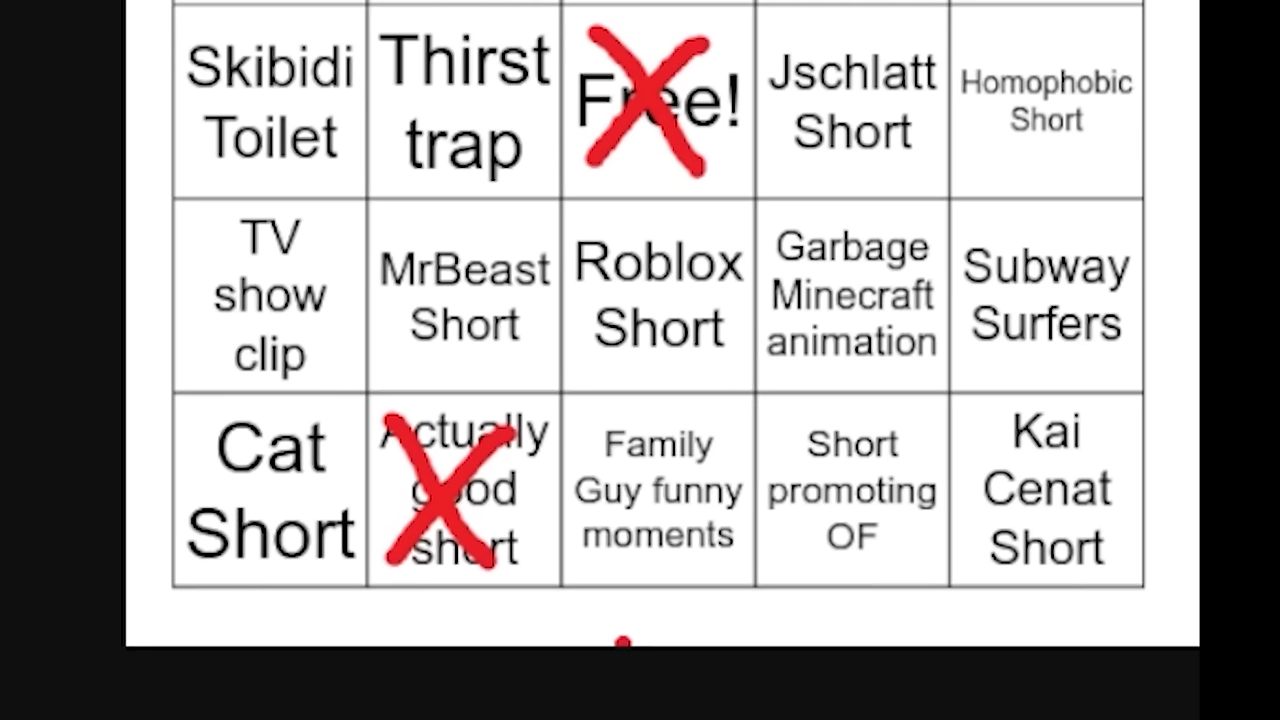 Skibidi
Toilet
Thirst
trap
Free!
Jschlatt
Short
Homophobic
Short
TV
show
clip
MrBeast
Short
Roblox
Short
Garbage
Minecraft
animation
Subway
Surfers
Cat
Short
Actually
good
short
Family
Guy funny
moments
Short
promoting
OF
Kai
Cenat
Short